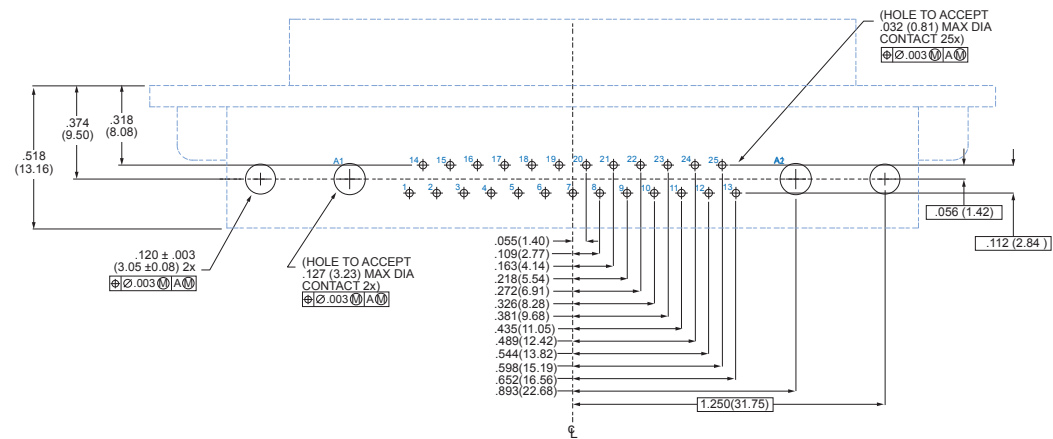 (HOLE TO ACCEPT
.032 (0.81) MAX DIA
CONTACT 25x)
⌖ Ø.003 Ⓜ A Ⓜ
.318
(8.08)
.374
(9.50)
.518
(13.16)
14 15 16 17 18 19 20 21 22 23 24 25
A1 A2
1 2 3 4 5 6 7 8 9 10 11 12 13
.056 (1.42)
.112 (2.84 )
.120 ± .003
(3.05 ±0.08) 2x
⌖ Ø.003 Ⓜ A Ⓜ
(HOLE TO ACCEPT
.127 (3.23) MAX DIA
CONTACT 2x)
⌖ Ø.003 Ⓜ A Ⓜ
.055(1.40)
.109(2.77)
.163(4.14)
.218(5.54)
.272(6.91)
.326(8.28)
.381(9.68)
.435(11.05)
.489(12.42)
.544(13.82)
.598(15.19)
.652(16.56)
.893(22.68)
1.250(31.75)
℄